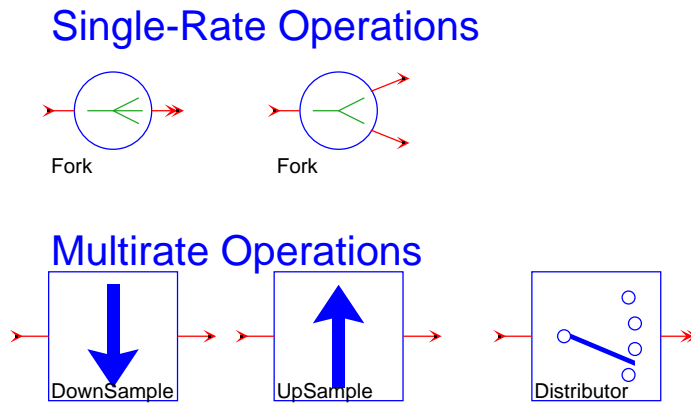 Single-Rate Operations
Fork
Fork
Multirate Operations
DownSample
UpSample
Distributor